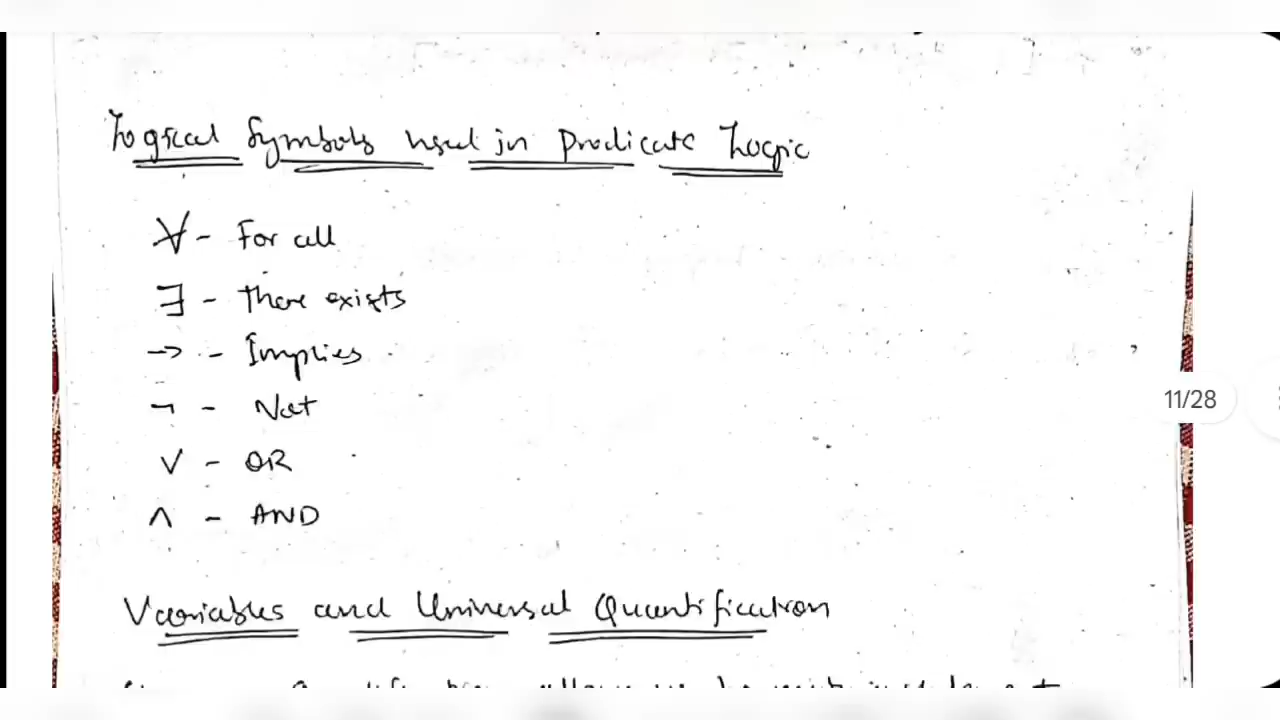 Logical Symbols used in Predicate Logic
∀ - For all
∃ - There exists
→ - Implies
¬ - Not
∨ - OR
∧ - AND
11/28
Variables and Universal Quantification